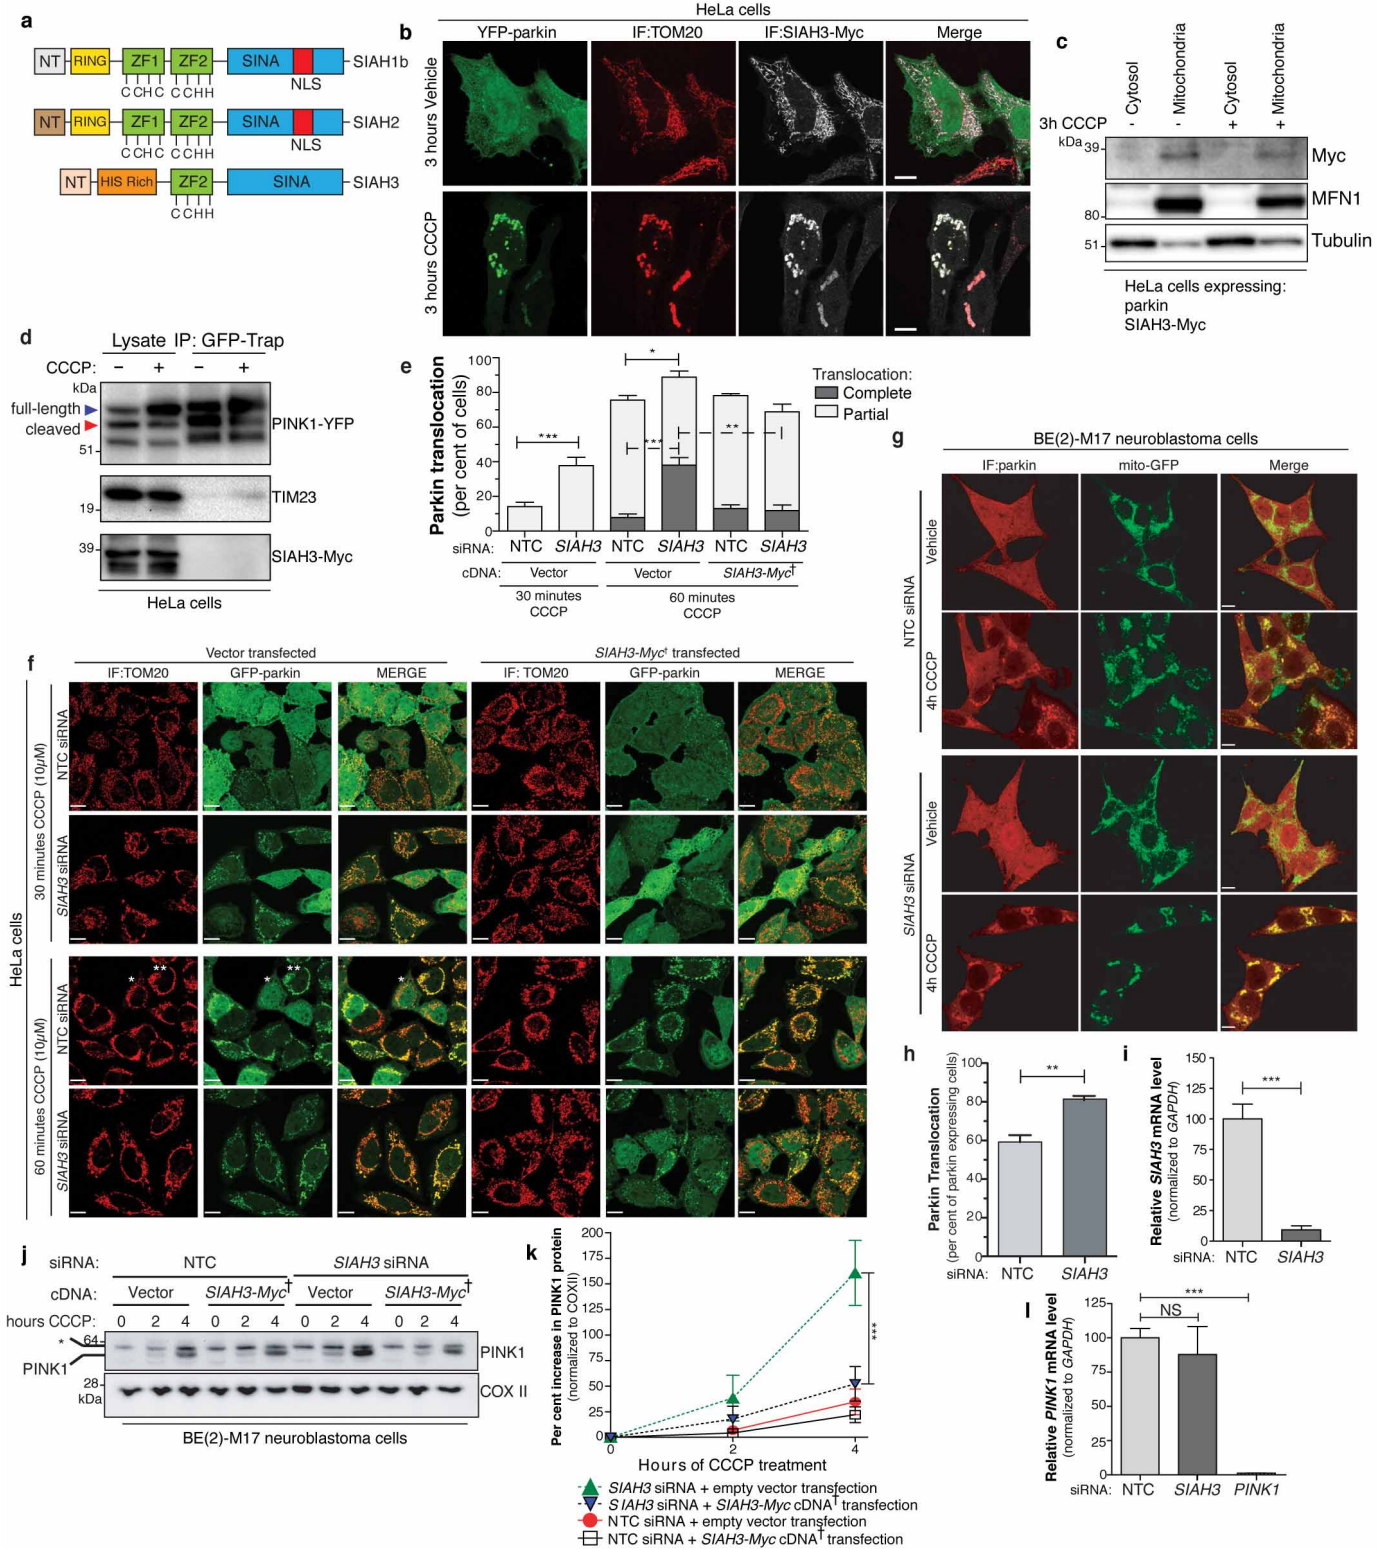 a
NT RING ZF1 ZF2 SINA SIAH1b
CCHC CCHH NLS
NT RING ZF1 ZF2 SINA SIAH2
CCHC CCHH NLS
NT HIS Rich ZF2 SINA SIAH3
CCHH
b
HeLa cells
YFP-parkin IF:TOM20 IF:SIAH3-Myc Merge
3 hours Vehicle
3 hours CCCP
c
Cytosol Mitochondria Cytosol Mitochondria
3h CCCP - - + +
kDa
39 Myc
MFN1
80
51 Tubulin
HeLa cells expressing:
parkin
SIAH3-Myc
d
Lysate IP: GFP-Trap
CCCP: − + − +
kDa
full-length
cleaved
PINK1-YFP
51
TIM23
19
39
SIAH3-Myc
HeLa cells
e
Parkin translocation
(per cent of cells)
100
80
60
40
20
0
*** * *** **
Translocation:
Complete
Partial
siRNA: NTC SIAH3 NTC SIAH3 NTC SIAH3
cDNA: Vector Vector SIAH3-Myc†
30 minutes
CCCP
60 minutes
CCCP
f
Vector transfected SIAH3-Myc† transfected
IF:TOM20 GFP-parkin MERGE IF: TOM20 GFP-parkin MERGE
HeLa cells
30 minutes CCCP (10µM)
NTC siRNA
SIAH3 siRNA
60 minutes CCCP (10µM)
NTC siRNA
* ** * ** *
SIAH3 siRNA
g
BE(2)-M17 neuroblastoma cells
IF:parkin mito-GFP Merge
NTC siRNA
Vehicle
4h CCCP
SIAH3 siRNA
Vehicle
4h CCCP
h
Parkin Translocation
(per cent of parkin expressing cells)
100
80
60
40
20
0
**
siRNA: NTC SIAH3
i
Relative SIAH3 mRNA level
(normalized to GAPDH)
150
125
100
75
50
25
0
***
siRNA: NTC SIAH3
j
siRNA: NTC SIAH3 siRNA
cDNA: Vector SIAH3-Myc† Vector SIAH3-Myc†
hours CCCP: 0 2 4 0 2 4 0 2 4 0 2 4
* 64
PINK1
PINK1
28
kDa
COX II
BE(2)-M17 neuroblastoma cells
k
Per cent increase in PINK1 protein
(normalized to COXII)
200
175
150
125
100
75
50
25
0
***
0 2 4
Hours of CCCP treatment
SIAH3 siRNA + empty vector transfection
SIAH3 siRNA + SIAH3-Myc cDNA† transfection
NTC siRNA + empty vector transfection
NTC siRNA + SIAH3-Myc cDNA† transfection
l
Relative PINK1 mRNA level
(normalized to GAPDH)
125
100
75
50
25
0
***
NS
siRNA: NTC SIAH3 PINK1